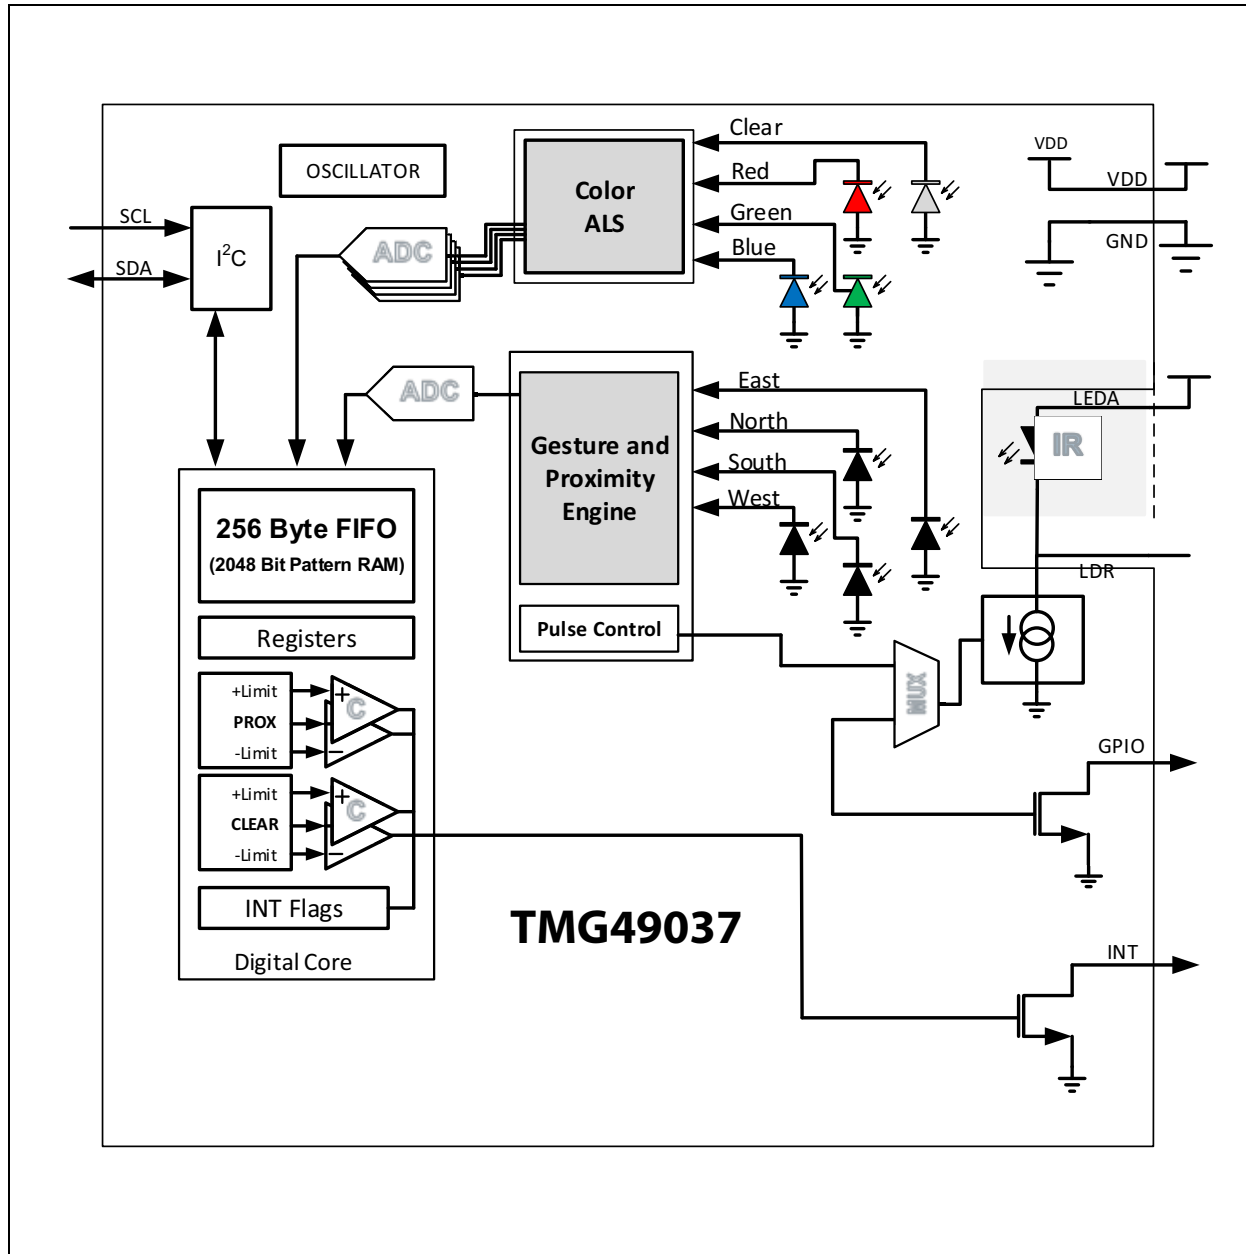 Clear
OSCILLATOR
VDD
Red
Color
ALS
VDD
SCL
Green
ADC
GND
I²C
Blue
SDA
East
ADC
LEDA
North
Gesture and
Proximity
Engine
IR
South
West
256 Byte FIFO
(2048 Bit Pattern RAM)
LDR
Pulse Control
Registers
MUX
+Limit
PROX
-Limit
+
C
−
GPIO
+Limit
CLEAR
-Limit
+
C
−
INT Flags
TMG49037
Digital Core
INT